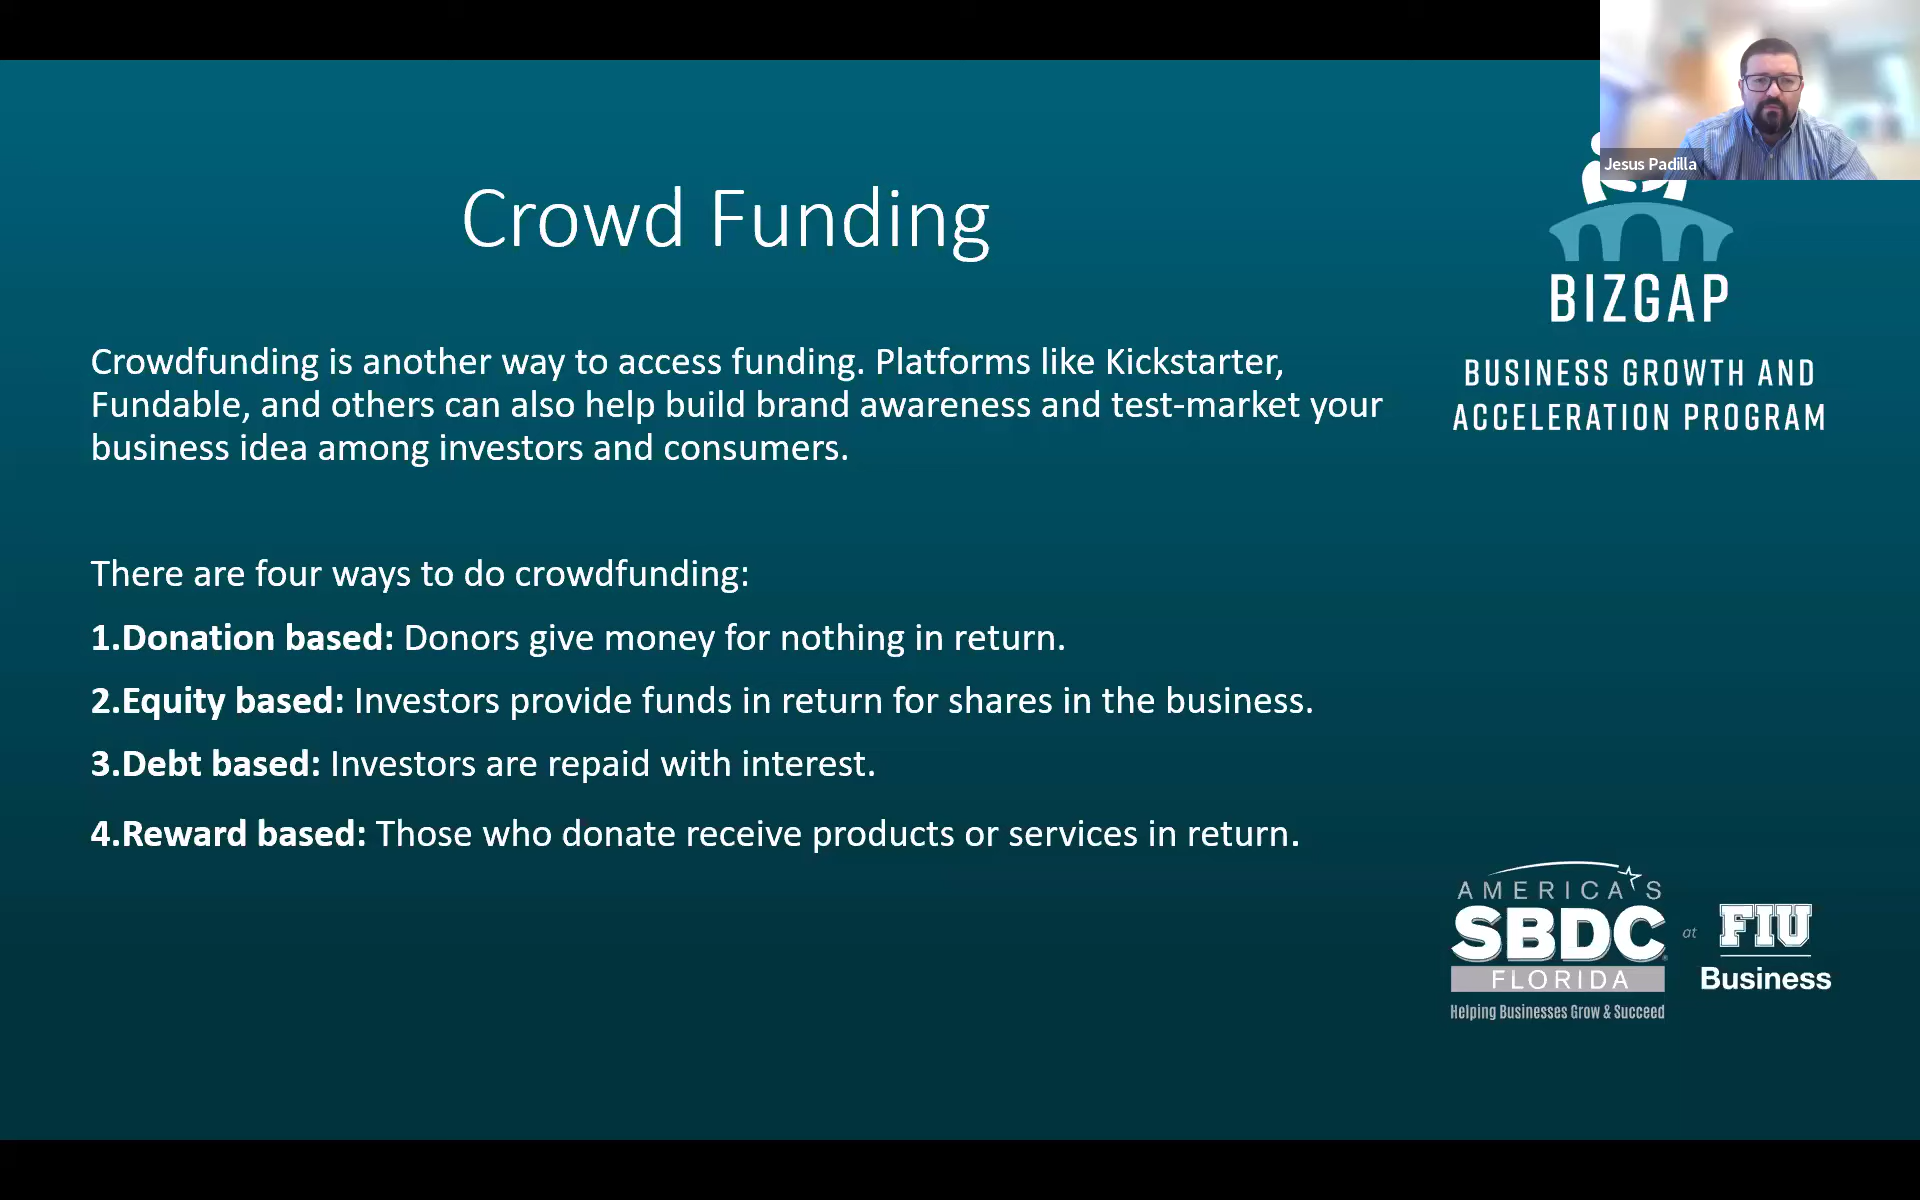 Jesus Padilla
Crowd Funding
BIZGAP
BUSINESS GROWTH AND
ACCELERATION PROGRAM
Crowdfunding is another way to access funding. Platforms like Kickstarter,
Fundable, and others can also help build brand awareness and test-market your
business idea among investors and consumers.
There are four ways to do crowdfunding:
1.Donation based: Donors give money for nothing in return.
2.Equity based: Investors provide funds in return for shares in the business.
3.Debt based: Investors are repaid with interest.
4.Reward based: Those who donate receive products or services in return.
AMERICA'S
SBDC
FLORIDA
Helping Businesses Grow & Succeed
at
FIU
Business